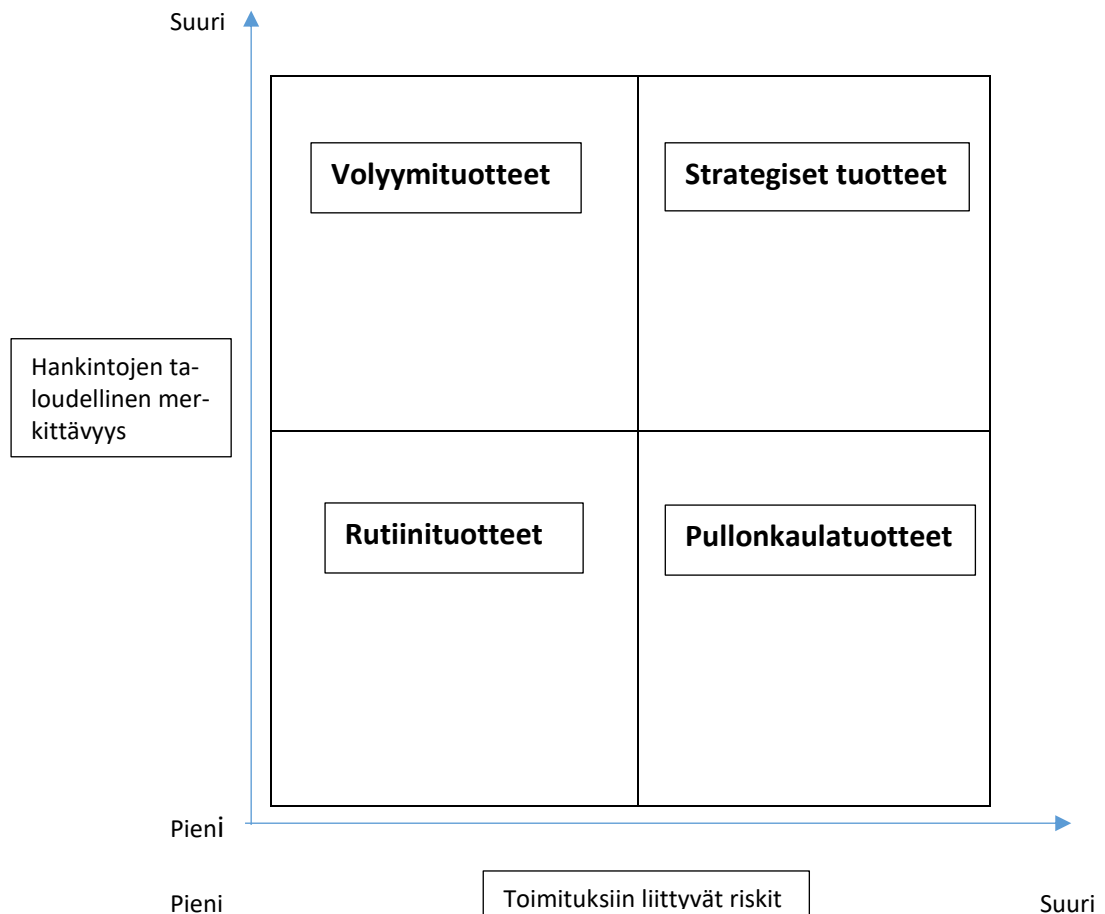 Suuri
Volyymituotteet
Strategiset tuotteet
Hankintojen ta-
loudellinen mer-
kittävyys
Rutiinituotteet
Pullonkaulatuotteet
Pieni
Pieni
Toimituksiin liittyvät riskit
Suuri